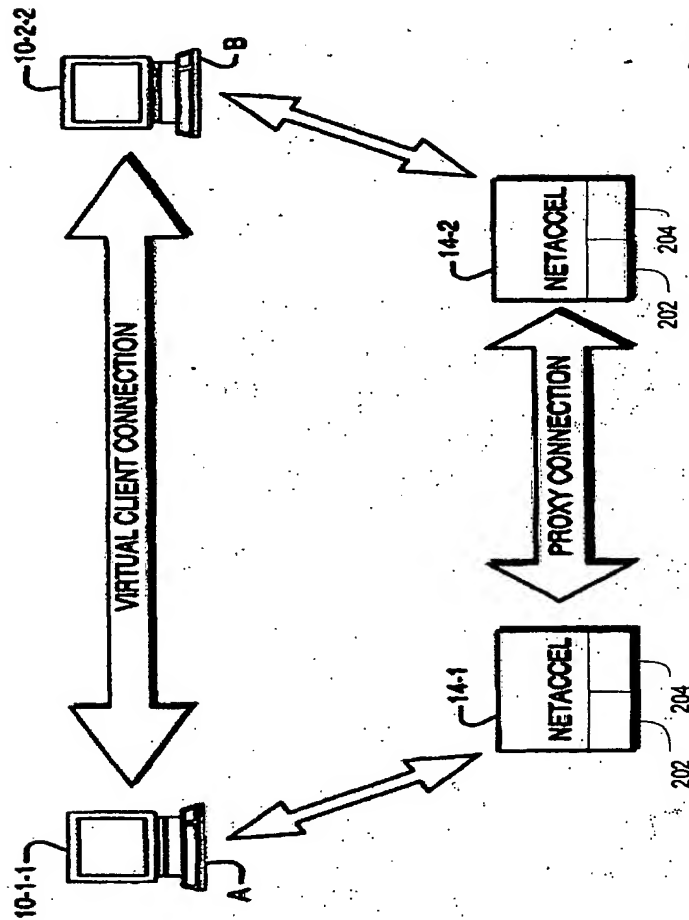 10-1-1
A
VIRTUAL CLIENT CONNECTION
10-2-2
B
14-1
NETACCEL
202
204
PROXY CONNECTION
14-2
NETACCEL
202
204